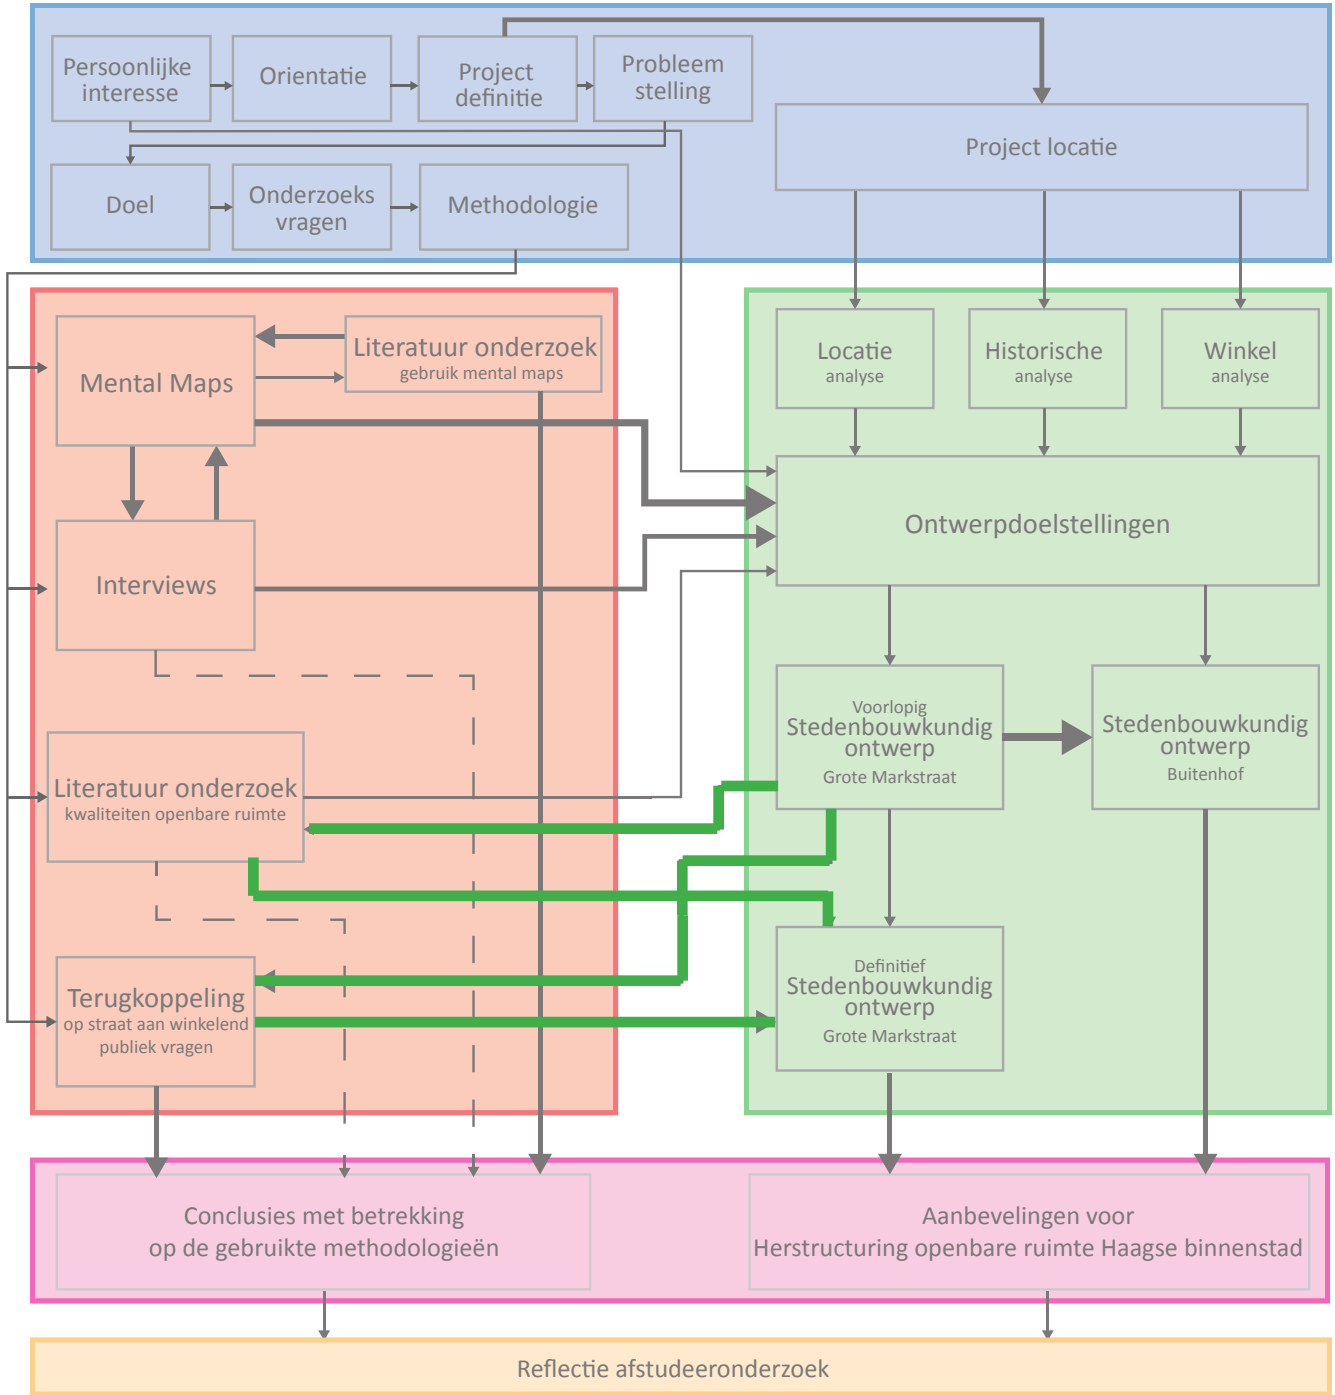 Persoonlijke
interesse
Orientatie
Project
definitie
Probleem
stelling
Project locatie
Doel
Onderzoeks
vragen
Methodologie
Mental Maps
Literatuur onderzoek
gebruik mental maps
Locatie
analyse
Historische
analyse
Winkel
analyse
Ontwerpdoelstellingen
Interviews
Voorlopig
Stedenbouwkundig
ontwerp
Grote Markstraat
Stedenbouwkundig
ontwerp
Buitenhof
Literatuur onderzoek
kwaliteiten openbare ruimte
Terugkoppeling
op straat aan winkelend
publiek vragen
Definitief
Stedenbouwkundig
ontwerp
Grote Markstraat
Conclusies met betrekking
op de gebruikte methodologieën
Aanbevelingen voor
Herstructuring openbare ruimte Haagse binnenstad
Reflectie afstudeeronderzoek